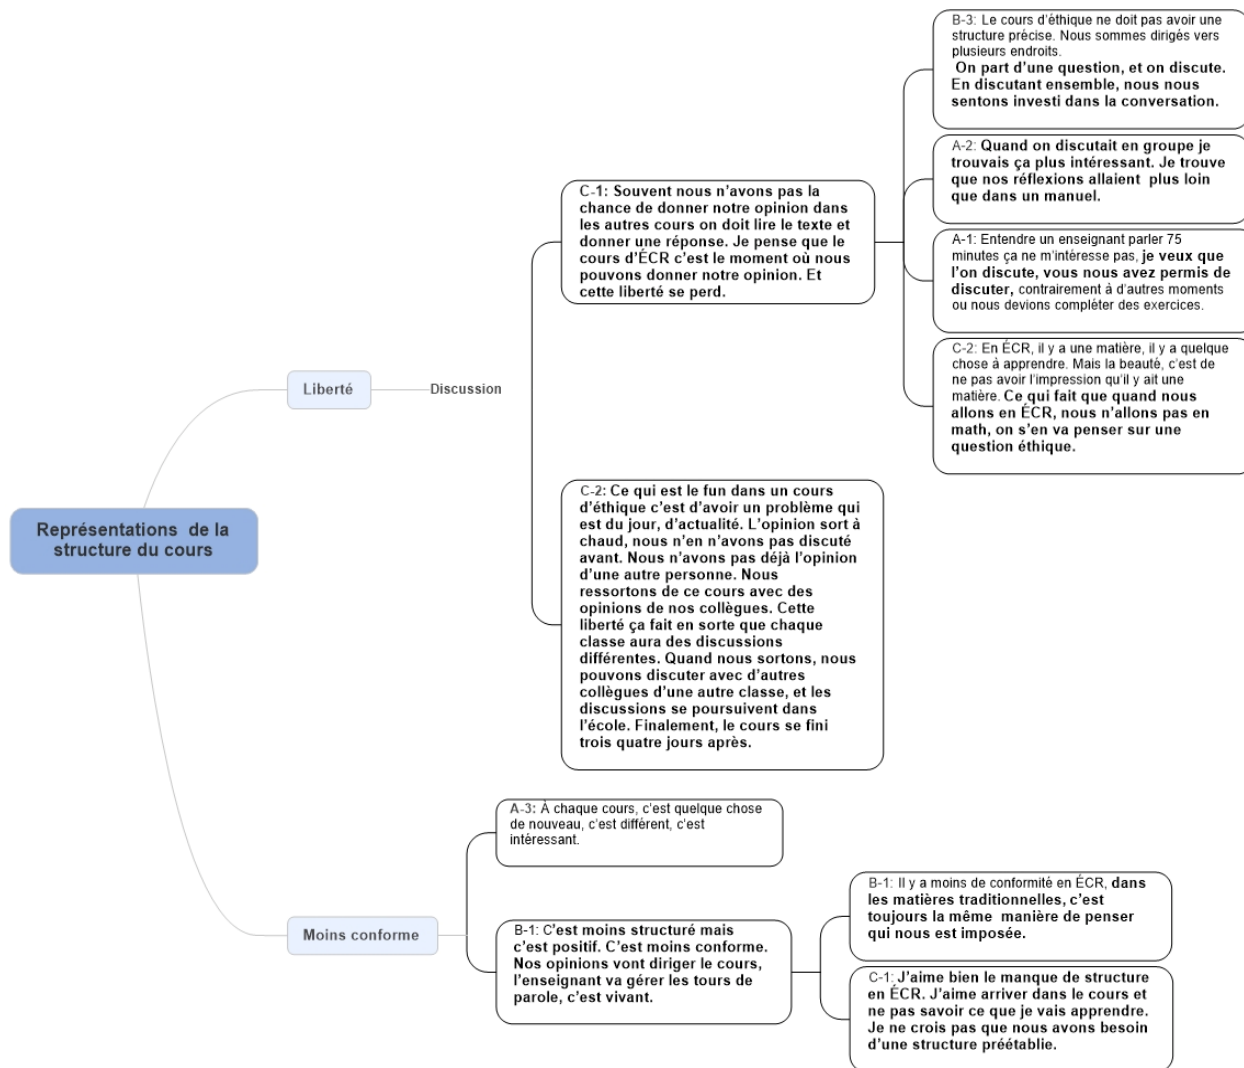 Représentations de la
structure du cours
Liberté
Discussion
C-1: Souvent nous n'avons pas la
chance de donner notre opinion dans
les autres cours on doit lire le texte et
donner une réponse. Je pense que le
cours d'ÉCR c'est le moment où nous
pouvons donner notre opinion. Et
cette liberté se perd.
B-3: Le cours d'éthique ne doit pas avoir une
structure précise. Nous sommes dirigés vers
plusieurs endroits.
On part d'une question, et on discute.
En discutant ensemble, nous nous
sentons investi dans la conversation.
A-2: Quand on discutait en groupe je
trouvais ça plus intéressant. Je trouve
que nos réflexions allaient plus loin
que dans un manuel.
A-1: Entendre un enseignant parler 75
minutes ça ne m'intéresse pas, je veux que
l'on discute, vous nous avez permis de
discuter, contrairement à d'autres moments
ou nous devions compléter des exercices.
C-2: En ÉCR, il y a une matière, il y a quelque
chose à apprendre. Mais la beauté, c'est de
ne pas avoir l'impression qu'il y ait une
matière. Ce qui fait que quand nous
allons en ÉCR, nous n'allons pas en
math, on s'en va penser sur une
question éthique.
C-2: Ce qui est le fun dans un cours
d'éthique c'est d'avoir un problème qui
est du jour, d'actualité. L'opinion sort à
chaud, nous n'en n'avons pas discuté
avant. Nous n'avons pas déjà l'opinion
d'une autre personne. Nous
ressortons de ce cours avec des
opinions de nos collègues. Cette
liberté ça fait en sorte que chaque
classe aura des discussions
différentes. Quand nous sortons, nous
pouvons discuter avec d'autres
collègues d'une autre classe, et les
discussions se poursuivent dans
l'école. Finalement, le cours se fini
trois quatre jours après.
Moins conforme
A-3: À chaque cours, c'est quelque chose
de nouveau, c'est différent, c'est
intéressant.
B-1: C'est moins structuré mais
c'est positif. C'est moins conforme.
Nos opinions vont diriger le cours,
l'enseignant va gérer les tours de
parole, c'est vivant.
B-1: Il y a moins de conformité en ÉCR, dans
les matières traditionnelles, c'est
toujours la même manière de penser
qui nous est imposée.
C-1: J'aime bien le manque de structure
en ÉCR. J'aime arriver dans le cours et
ne pas savoir ce que je vais apprendre.
Je ne crois pas que nous avons besoin
d'une structure préétablie.